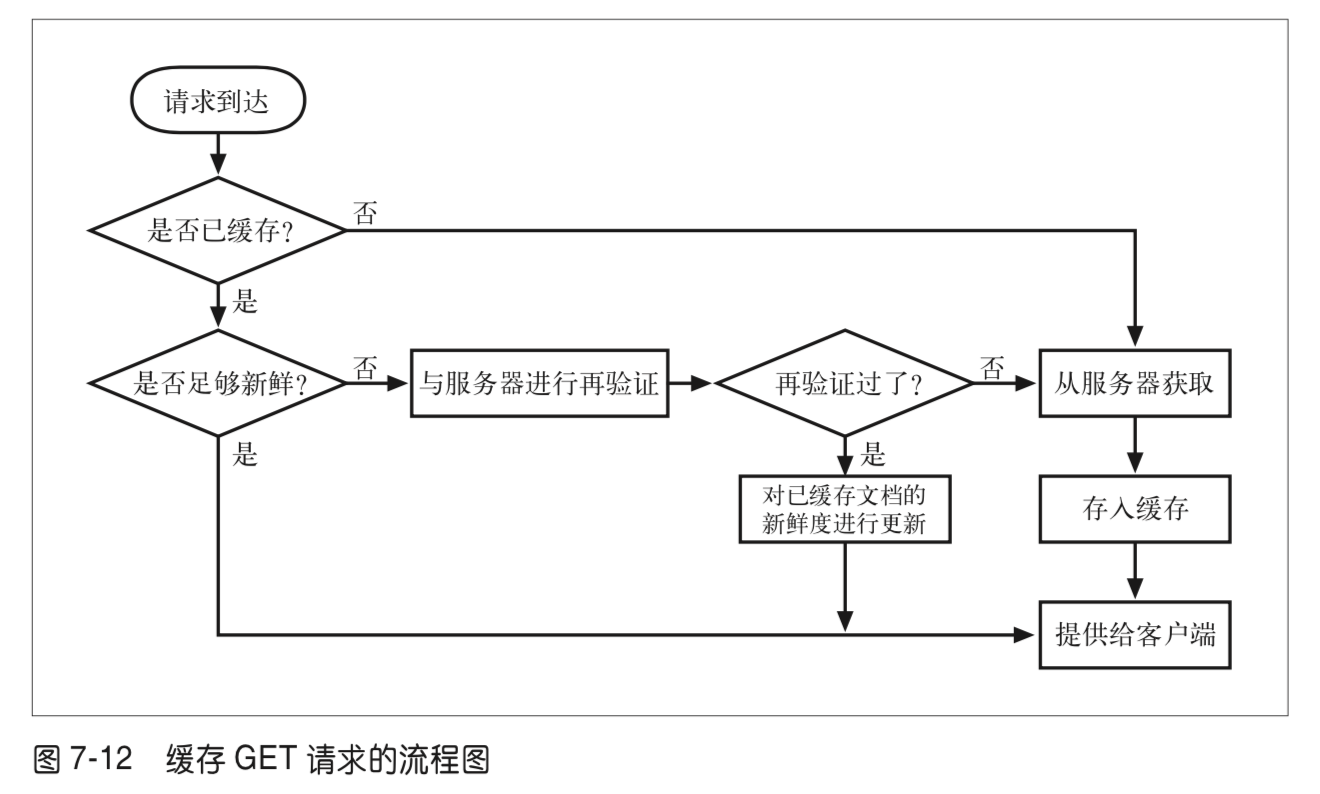 请求到达
是否已缓存？
否
是
是否足够新鲜？
否
与服务器进行再验证
再验证过了？
否
从服务器获取
是
是
对已缓存文档的
新鲜度进行更新
存入缓存
提供给客户端
图 7-12 缓存 GET 请求的流程图